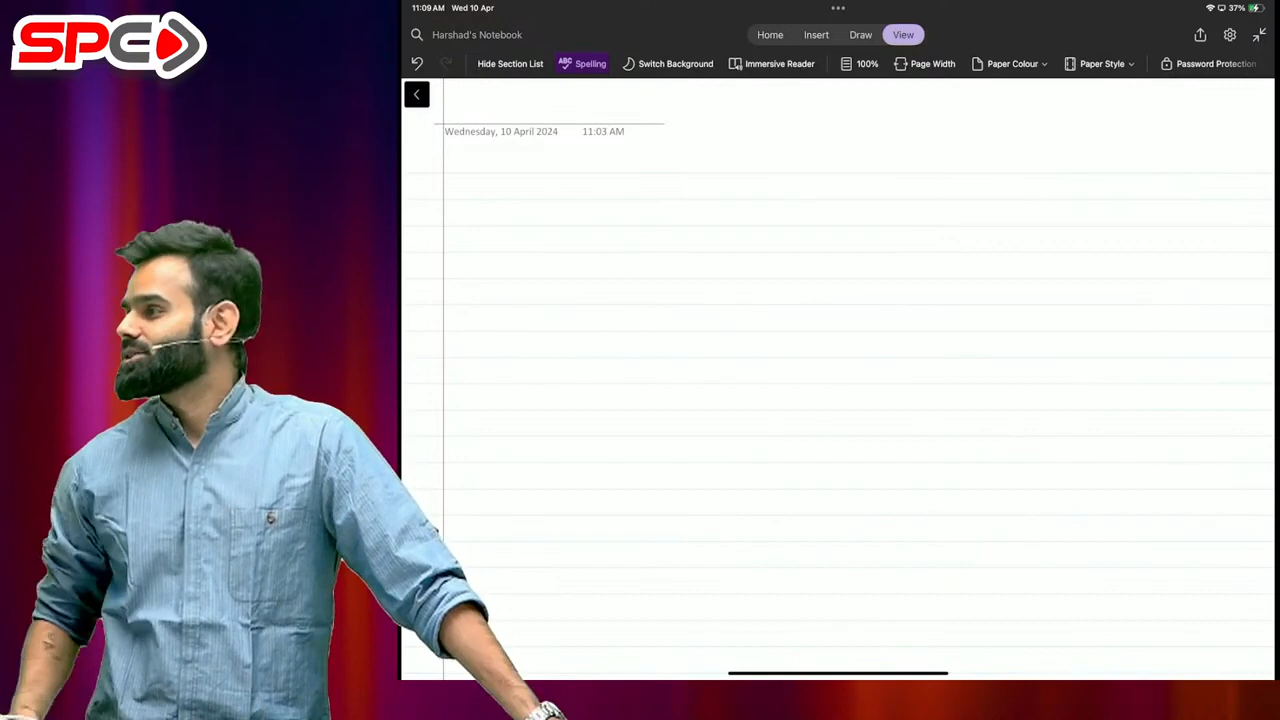 SPC
11:09 AM Wed 10 Apr
37%
Harshad's Notebook
Home Insert Draw View
Hide Section List
ABC Spelling
Switch Background
Immersive Reader
100%
Page Width
Paper Colour
Paper Style
Password Protection
Wednesday, 10 April 2024 11:03 AM